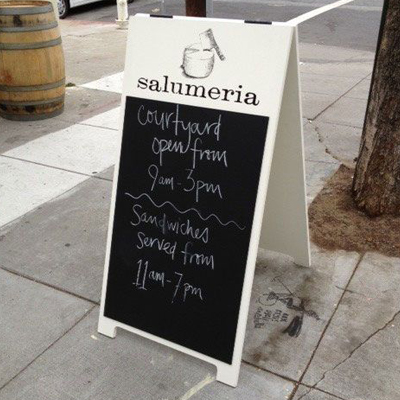 salumeria
courtyard
open from
9am-3pm
Sandwiches
served from
11am-7pm